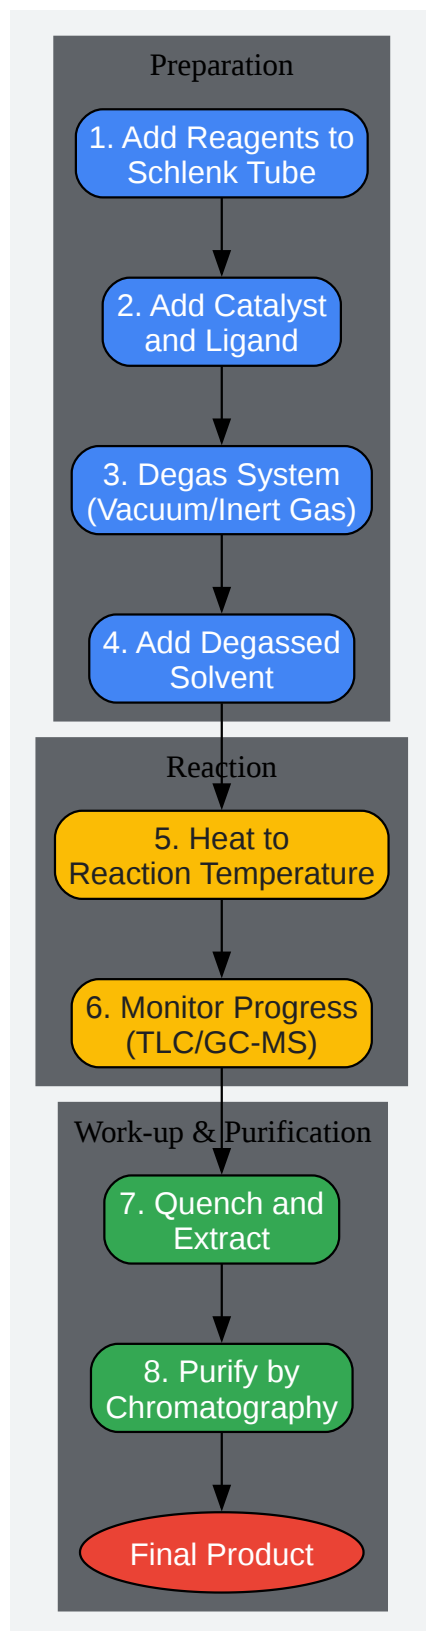 Preparation
1. Add Reagents to
Schlenk Tube
2. Add Catalyst
and Ligand
3. Degas System
(Vacuum/Inert Gas)
4. Add Degassed
Solvent
Reaction
5. Heat to
Reaction Temperature
6. Monitor Progress
(TLC/GC-MS)
Work-up & Purification
7. Quench and
Extract
8. Purify by
Chromatography
Final Product